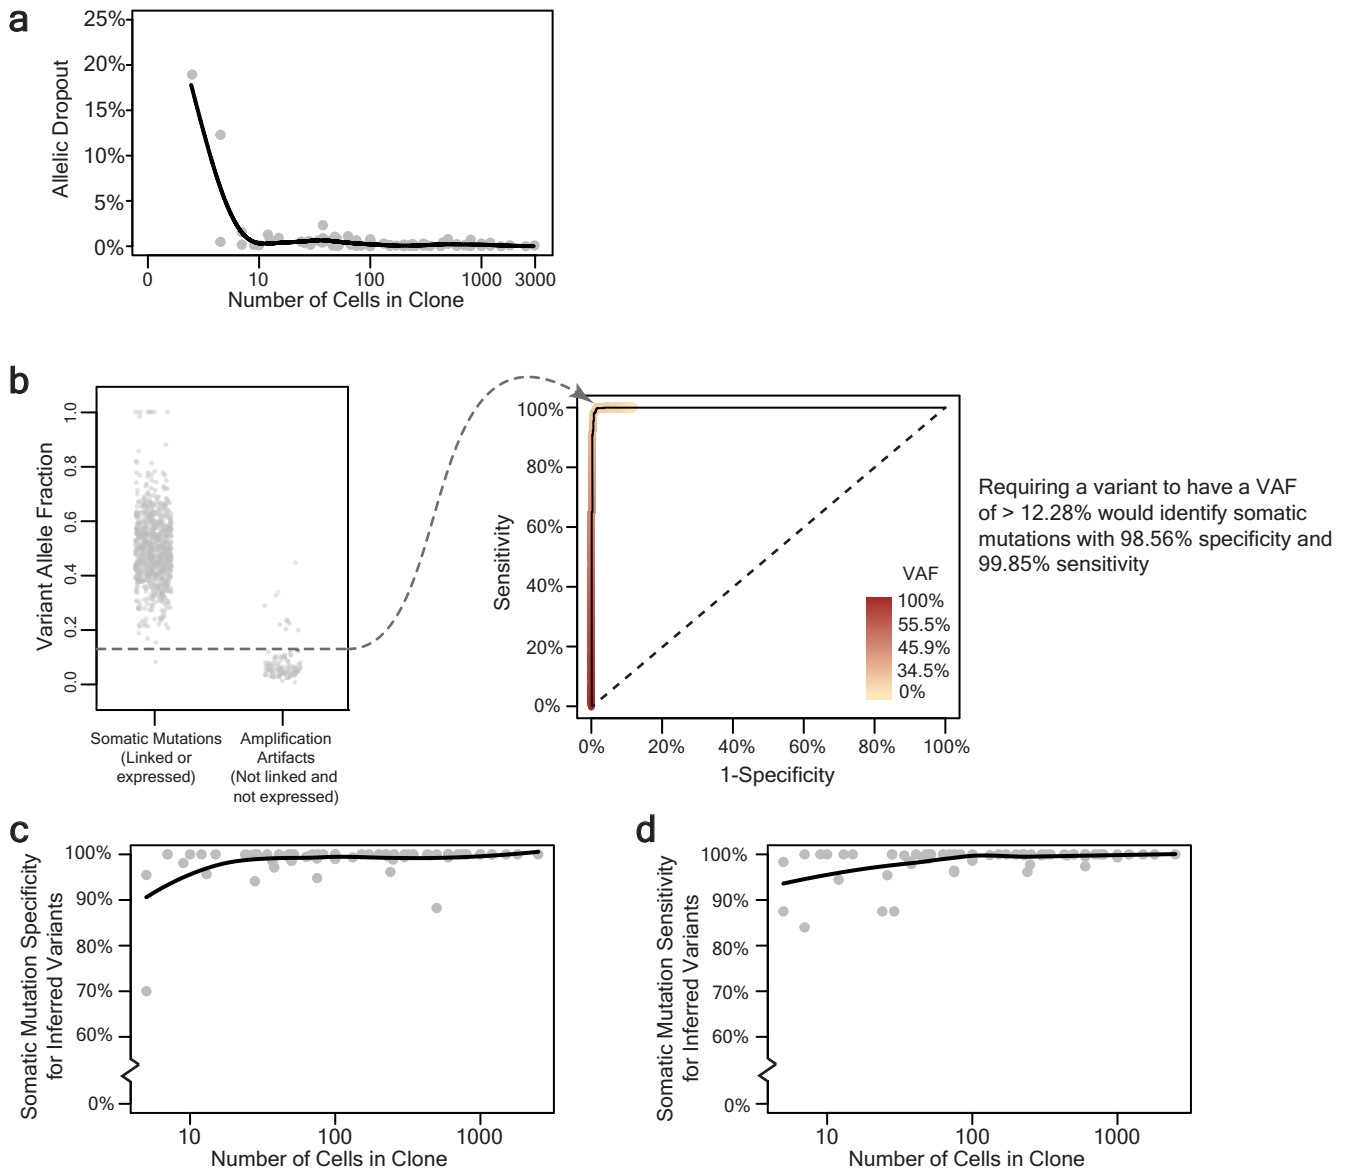 a
25%
20%
15%
10%
5%
0%
Allelic Dropout
0
10
100
1000
3000
Number of Cells in Clone
b
Variant Allele Fraction
1.0
0.8
0.6
0.4
0.2
0.0
Somatic Mutations
(Linked or
expressed)
Amplification
Artifacts
(Not linked and
not expressed)
Sensitivity
100%
80%
60%
40%
20%
0%
VAF
100%
55.5%
45.9%
34.5%
0%
0%
20%
40%
60%
80%
100%
1-Specificity
Requiring a variant to have a VAF
of > 12.28% would identify somatic
mutations with 98.56% specificity and
99.85% sensitivity
c
Somatic Mutation Specificity
for Inferred Variants
100%
90%
80%
70%
60%
0%
10
100
1000
Number of Cells in Clone
d
Somatic Mutation Sensitivity
for Inferred Variants
100%
90%
80%
70%
60%
0%
10
100
1000
Number of Cells in Clone